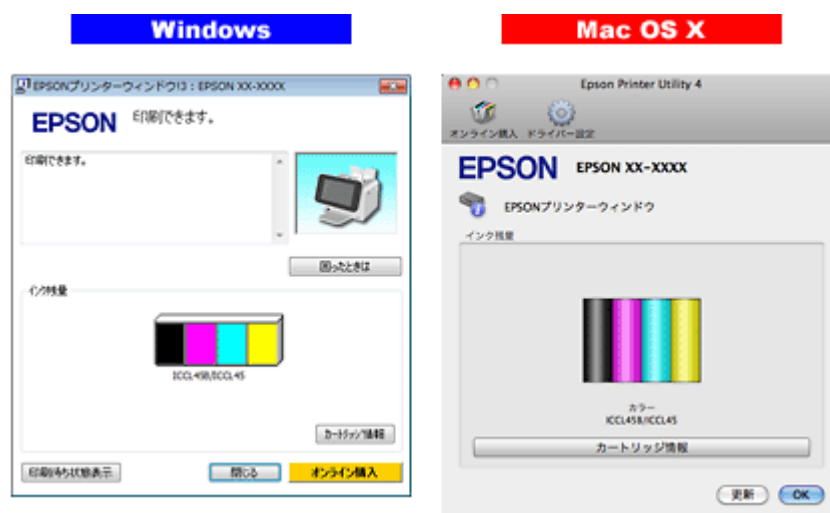 Windows
EPSONプリンターウィンドウ!3 : EPSON XX-XXXX
EPSON
印刷できます。
印刷できます。
困ったときは
インク残量
ICCL45B/ICCL45
カートリッジ情報
印刷待ち状態表示
閉じる
オンライン購入
Mac OS X
Epson Printer Utility 4
オンライン購入
ドライバー設定
EPSON
EPSON XX-XXXX
EPSONプリンターウィンドウ
インク残量
カラー
ICCL45B/ICCL45
カートリッジ情報
更新
OK